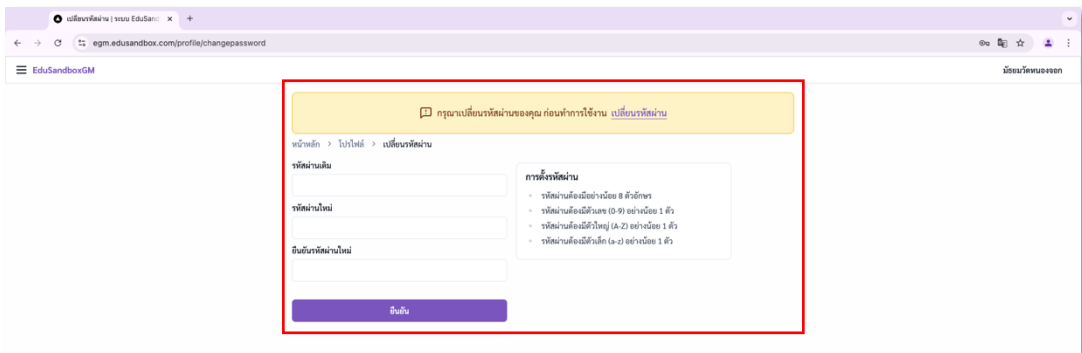 เปลี่ยนรหัสผ่าน | ระบบ EduSand
egm.edusandbox.com/profile/changepassword
EduSandboxGM
มัธยมวัดหนองจอก
กรุณาเปลี่ยนรหัสผ่านของคุณ ก่อนทำการใช้งาน เปลี่ยนรหัสผ่าน
หน้าหลัก > โปรไฟล์ > เปลี่ยนรหัสผ่าน
รหัสผ่านเดิม
รหัสผ่านใหม่
ยืนยันรหัสผ่านใหม่
ยืนยัน
การตั้งรหัสผ่าน
รหัสผ่านต้องมีอย่างน้อย 8 ตัวอักษร
รหัสผ่านต้องมีตัวเลข (0-9) อย่างน้อย 1 ตัว
รหัสผ่านต้องมีตัวใหญ่ (A-Z) อย่างน้อย 1 ตัว
รหัสผ่านต้องมีตัวเล็ก (a-z) อย่างน้อย 1 ตัว